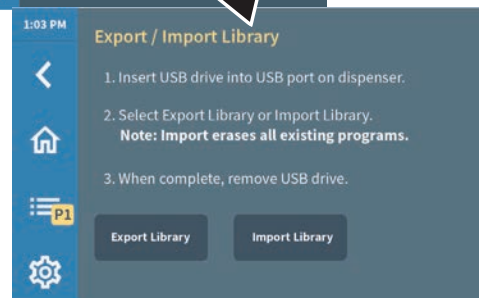 1:03 PM
Export / Import Library
1. Insert USB drive into USB port on dispenser.
2. Select Export Library or Import Library.
Note: Import erases all existing programs.
3. When complete, remove USB drive.
P1
Export Library
Import Library